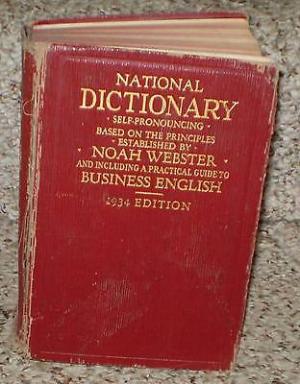 NATIONAL
DICTIONARY
· SELF-PRONOUNCING ·
BASED ON THE PRINCIPLES
· ESTABLISHED BY ·
· NOAH WEBSTER ·
AND INCLUDING A PRACTICAL GUIDE TO
BUSINESS ENGLISH
1934 EDITION